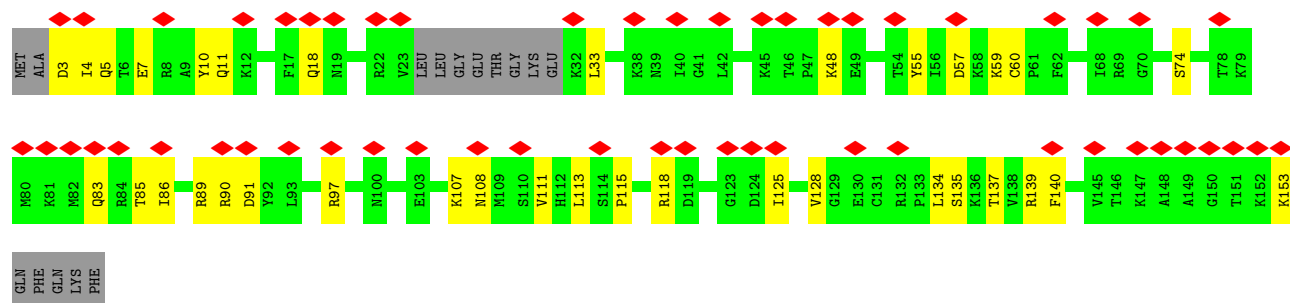 MET ALA D3 I4 Q5 T6 E7 R8 A9 Y10 Q11 K12 F17 Q18 N19 R22 V23 LEU LEU GLY GLU THR GLY LYS GLU K32 L33 K38 N39 I40 G41 L42 K45 T46 P47 K48 E49 T54 Y55 I56 D57 K58 K59 C60 P61 F62 I68 R69 G70 S74 T78 K79
M80 K81 M82 Q83 R84 T85 I86 R89 R90 D91 Y92 L93 R97 N100 E103 K107 N108 M109 S110 V111 H112 L113 S114 P115 R118 D119 G123 D124 I125 V128 G129 E130 C131 R132 P133 L134 S135 K136 T137 V138 R139 F140 V145 T146 K147 A148 A149 G150 T151 K152 K153
GLN PHE GLN LYS PHE